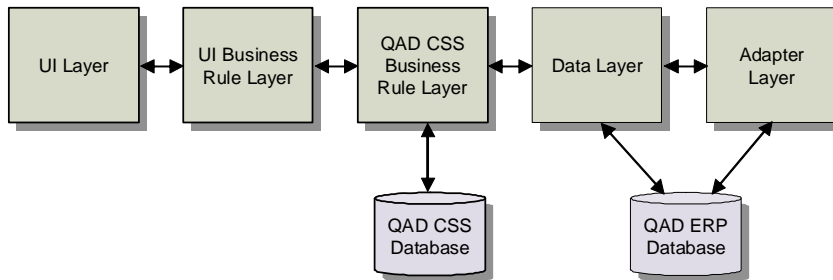 UI Layer
UI Business
Rule Layer
QAD CSS
Business
Rule Layer
Data Layer
Adapter
Layer
QAD CSS
Database
QAD ERP
Database